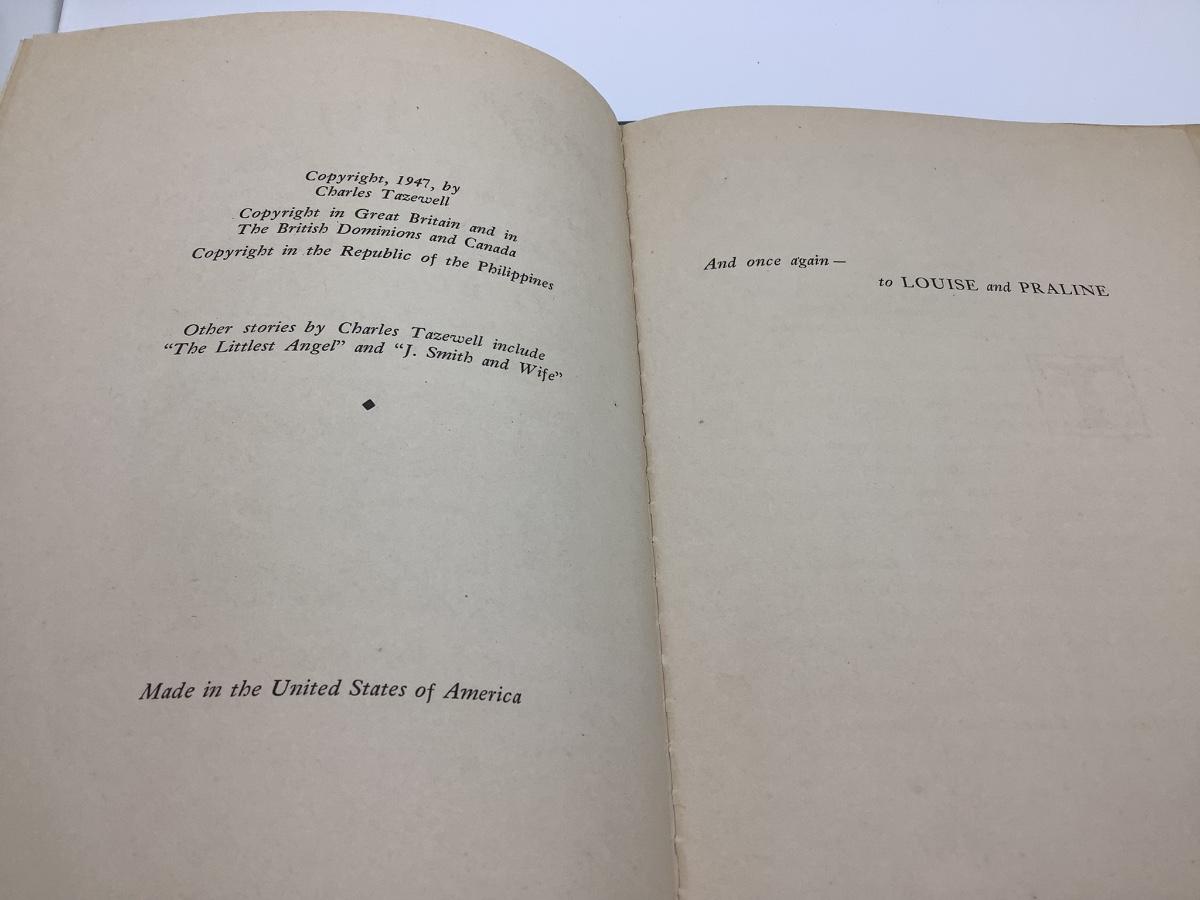 Copyright, 1947, by
Charles Tazewell
Copyright in Great Britain and in
The British Dominions and Canada
Copyright in the Republic of the Philippines
Other stories by Charles Tazewell include
“The Littlest Angel” and “J. Smith and Wife”
Made in the United States of America
And once again—
to LOUISE and PRALINE